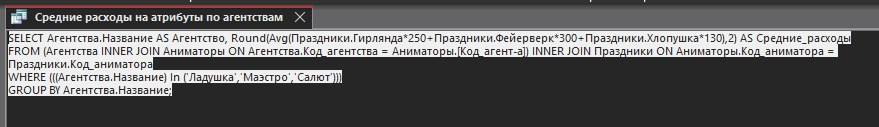 Средние расходы на атрибуты по агентствам
SELECT Агентства.Название AS Агентство, Round(Avg(Праздники.Гирлянда*250+Праздники.Фейерверк*300+Праздники.Хлопушка*130),2) AS Средние_расходы
FROM (Агентства INNER JOIN Аниматоры ON Агентства.Код_агентства = Аниматоры.[Код_агент-а]) INNER JOIN Праздники ON Аниматоры.Код_аниматора =
Праздники.Код_аниматора
WHERE (((Агентства.Название) In ('Ладушка','Маэстро','Салют')))
GROUP BY Агентства.Название;